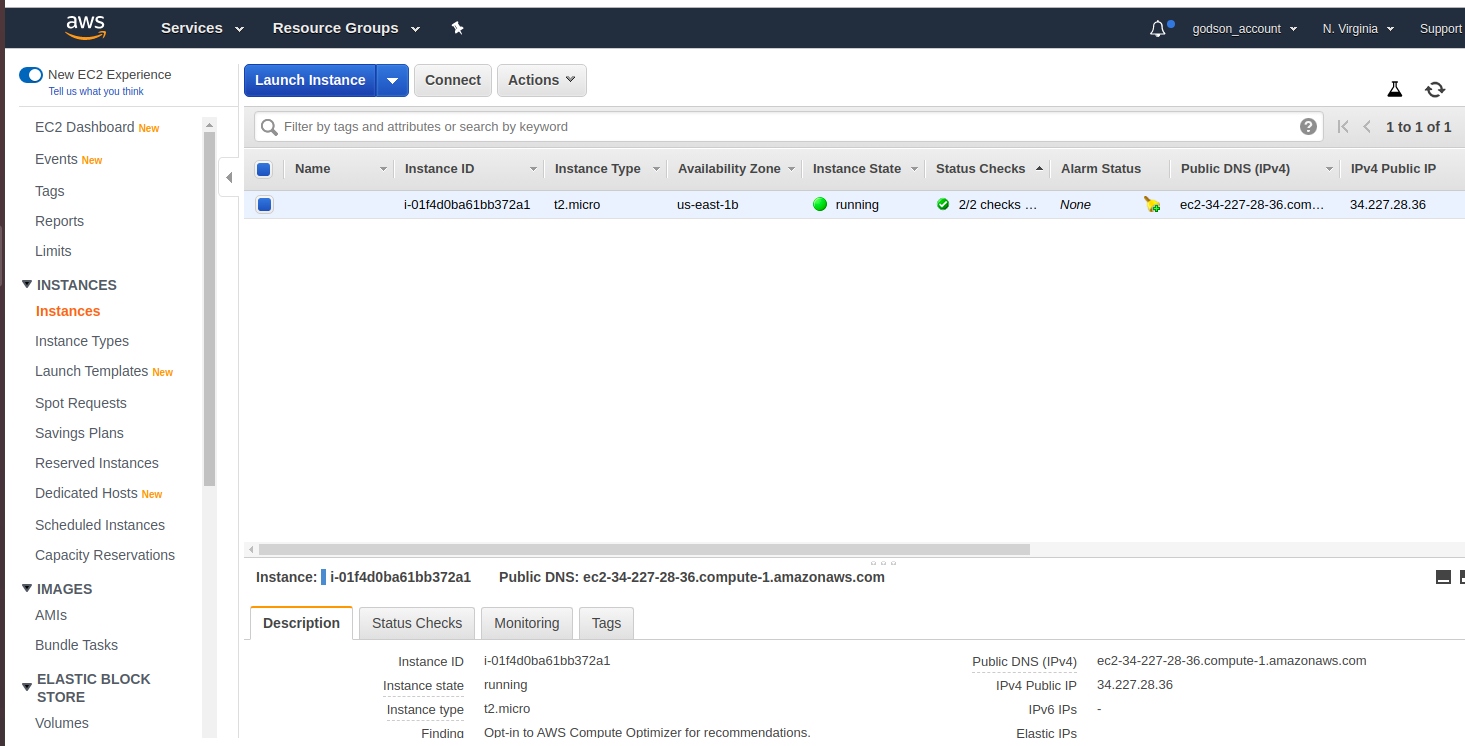 aws Services Resource Groups godson_account N. Virginia Support
New EC2 Experience
Tell us what you think
EC2 Dashboard New
Events New
Tags
Reports
Limits
INSTANCES
Instances
Instance Types
Launch Templates New
Spot Requests
Savings Plans
Reserved Instances
Dedicated Hosts New
Scheduled Instances
Capacity Reservations
IMAGES
AMIs
Bundle Tasks
ELASTIC BLOCK
STORE
Volumes
Launch Instance Connect Actions
Filter by tags and attributes or search by keyword ? 1 to 1 of 1
Name Instance ID Instance Type Availability Zone Instance State Status Checks Alarm Status Public DNS (IPv4) IPv4 Public IP
i-01f4d0ba61bb372a1 t2.micro us-east-1b running 2/2 checks … None ec2-34-227-28-36.com… 34.227.28.36
Instance: i-01f4d0ba61bb372a1 Public DNS: ec2-34-227-28-36.compute-1.amazonaws.com
Description Status Checks Monitoring Tags
Instance ID i-01f4d0ba61bb372a1 Public DNS (IPv4) ec2-34-227-28-36.compute-1.amazonaws.com
Instance state running IPv4 Public IP 34.227.28.36
Instance type t2.micro IPv6 IPs -
Finding Opt-in to AWS Compute Optimizer for recommendations. Elastic IPs